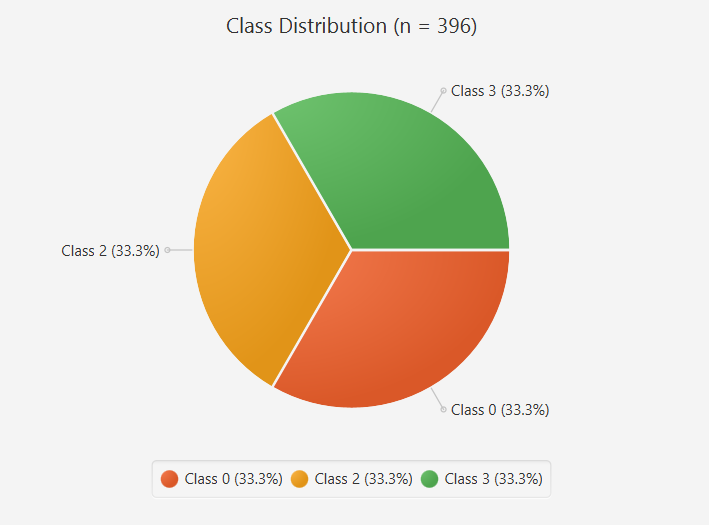 Class Distribution (n = 396)
Class 3 (33.3%)
Class 2 (33.3%)
Class 0 (33.3%)
Class 0 (33.3%) Class 2 (33.3%) Class 3 (33.3%)